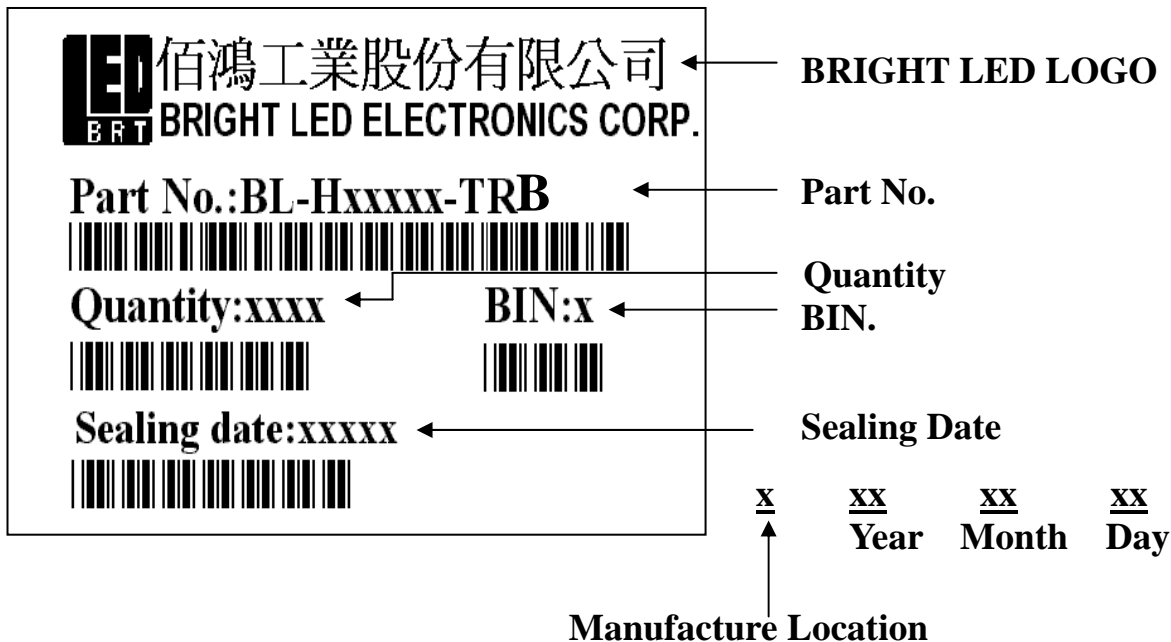 LED
BRT
佰鴻工業股份有限公司
BRIGHT LED ELECTRONICS CORP.
BRIGHT LED LOGO
Part No.:BL-Hxxxxx-TRB
Part No.
Quantity:xxxx
BIN:x
Quantity
BIN.
Sealing date:xxxxx
Sealing Date
x xx xx xx
Year Month Day
Manufacture Location